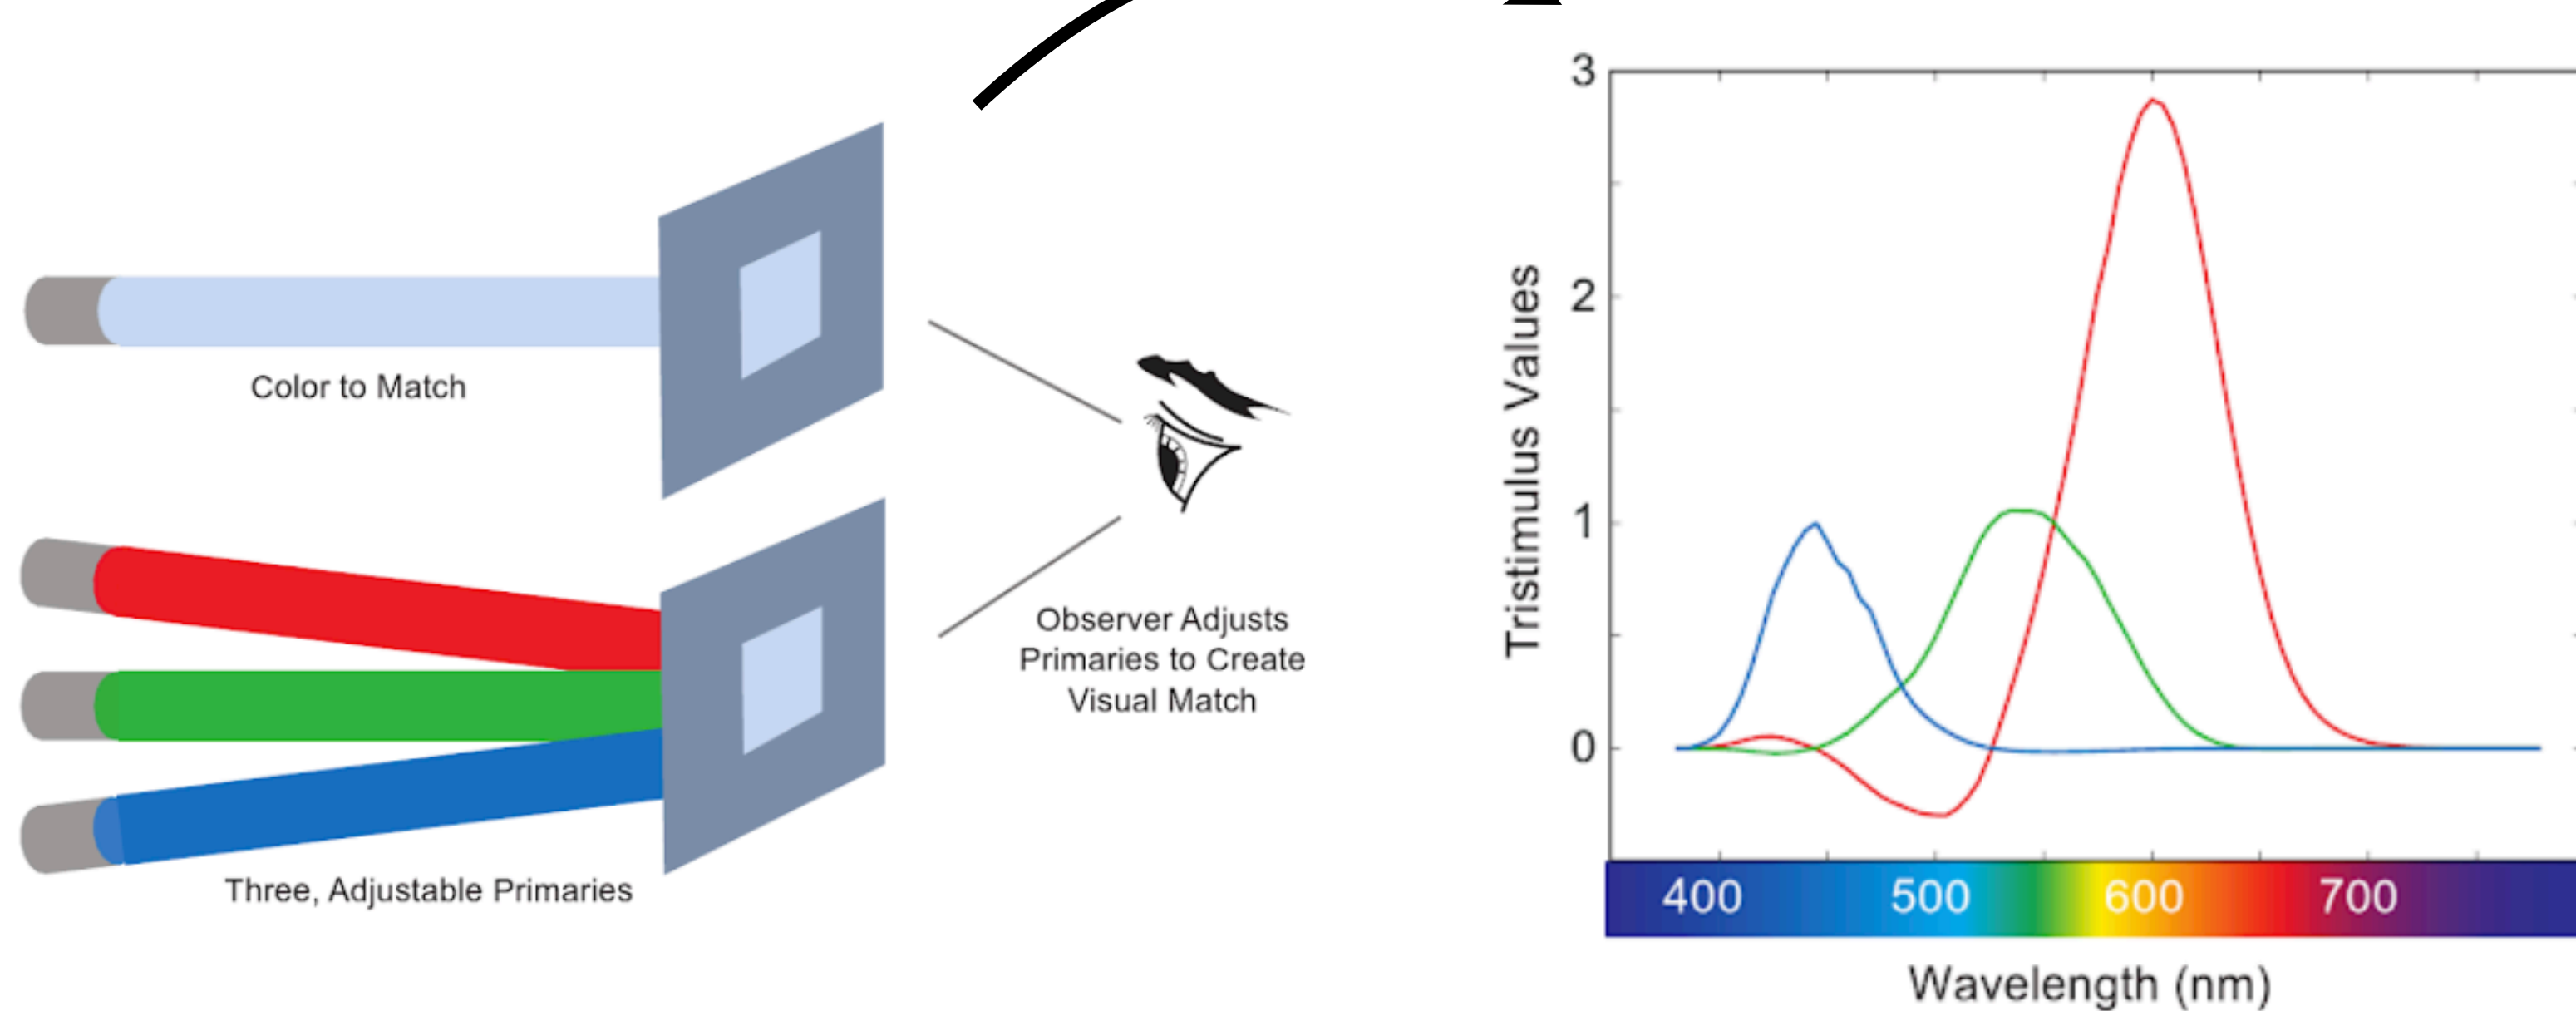 Color to Match
Three, Adjustable Primaries
Observer Adjusts
Primaries to Create
Visual Match
Tristimulus Values
3
2
1
0
400 500 600 700
Wavelength (nm)